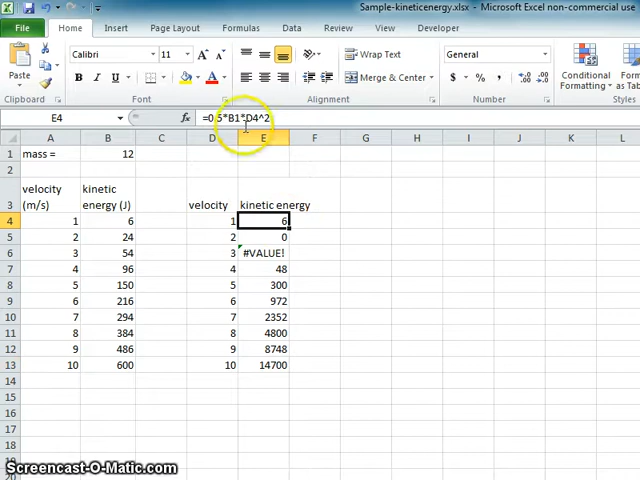 Sample-kineticenergy.xlsx - Microsoft Excel non-commercial use
File Home Insert Page Layout Formulas Data Review View
Paste Calibri 11 Wrap Text General
B I U Merge & Center $ % , Conditional Formatting
Clipboard Font Alignment Number
E4 fx =0.5*B1*D4^2
A B C D E F G H I J K L
1 mass = 12
2
3 velocity (m/s) kinetic energy (J) velocity kinetic energy
4 1 6 1 6
5 2 24 2 0
6 3 54 3 #VALUE!
7 4 96 4 48
8 5 150 5 300
9 6 216 6 972
10 7 294 7 2352
11 8 384 8 4800
12 9 486 9 8748
13 10 600 10 14700
14
15
16
17
18
19
Screencast-O-Matic.com